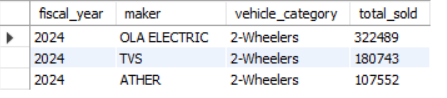 fiscal_year maker vehicle_category total_sold
2024 OLA ELECTRIC 2-Wheelers 322489
2024 TVS 2-Wheelers 180743
2024 ATHER 2-Wheelers 107552